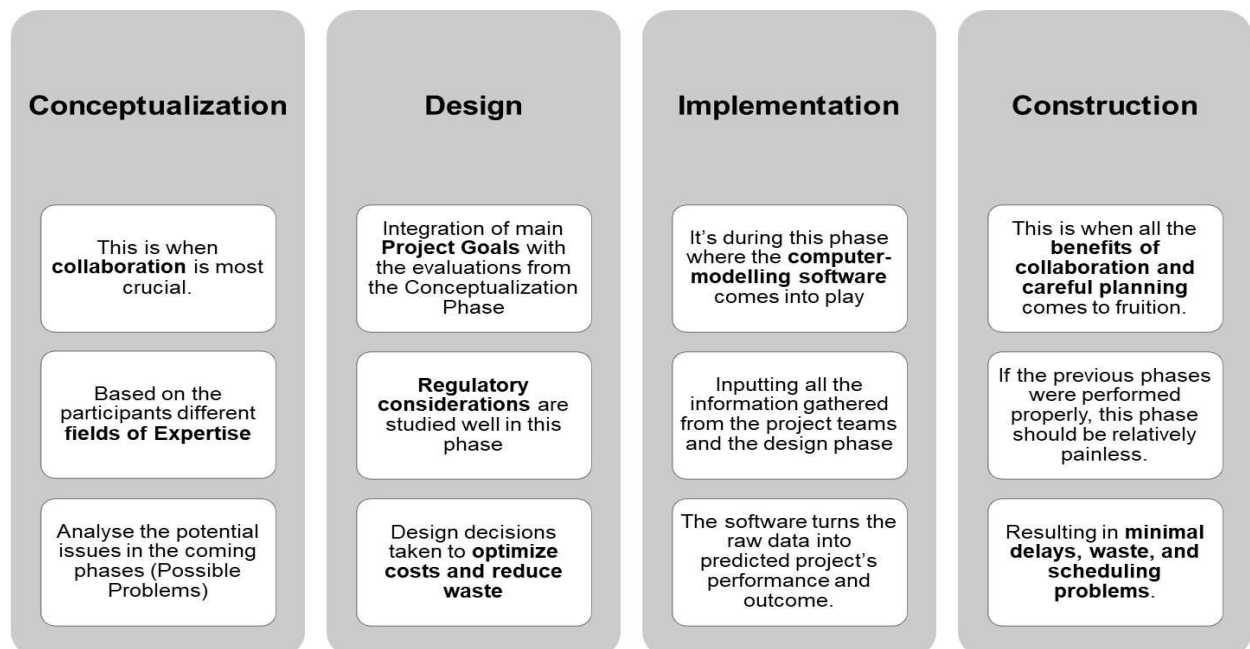 Conceptualization
This is when
collaboration is most
crucial.
Based on the
participants different
fields of Expertise
Analyse the potential
issues in the coming
phases (Possible
Problems)
Design
Integration of main
Project Goals with
the evaluations from
the Conceptualization
Phase
Regulatory
considerations are
studied well in this
phase
Design decisions
taken to optimize
costs and reduce
waste
Implementation
It's during this phase
where the computer-
modelling software
comes into play
Inputting all the
information gathered
from the project teams
and the design phase
The software turns the
raw data into
predicted project's
performance and
outcome.
Construction
This is when all the
benefits of
collaboration and
careful planning
comes to fruition.
If the previous phases
were performed
properly, this phase
should be relatively
painless.
Resulting in minimal
delays, waste, and
scheduling
problems.